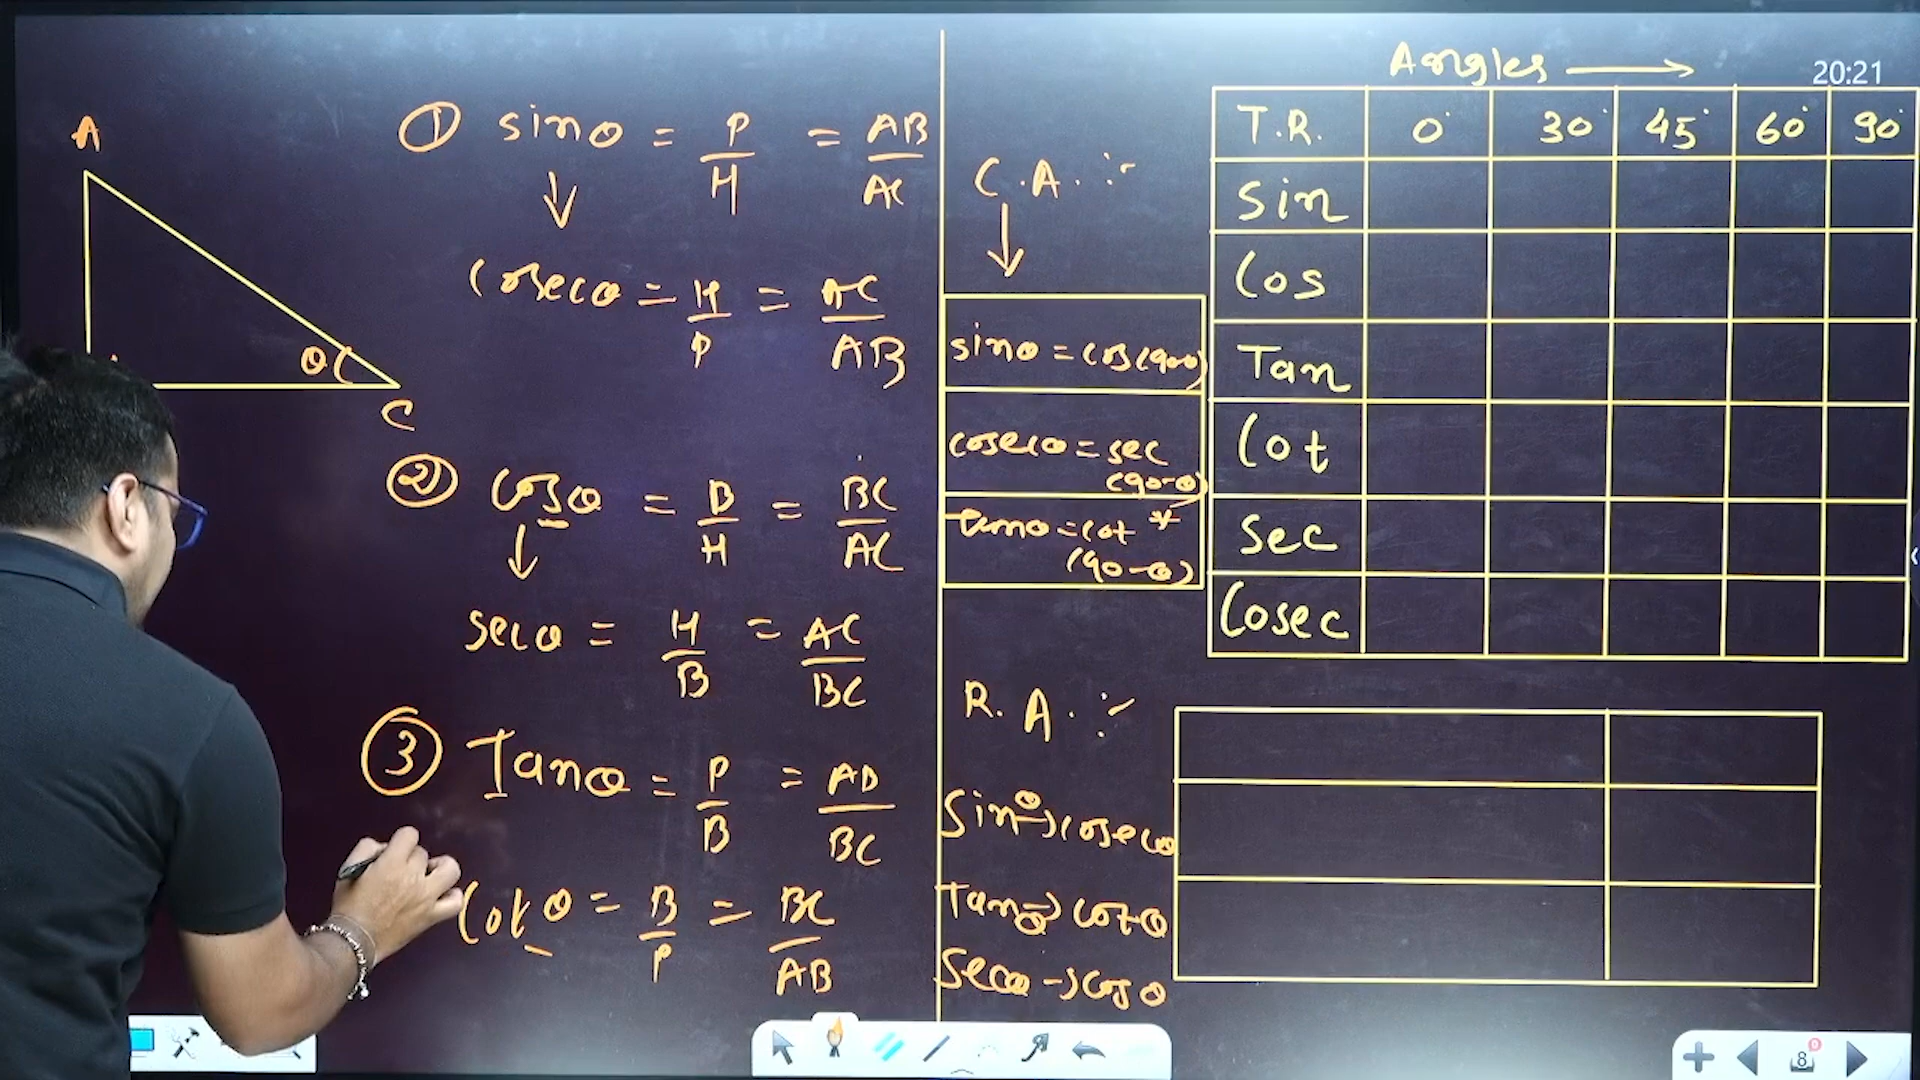 A
θ
C
① sinθ = P/H = AB/AC
↓
cosecθ = H/P = AC/AB
② cosθ = B/H = BC/AC
↓
secθ = H/B = AC/BC
③ Tanθ = P/B = AB/BC
Cotθ = B/P = BC/AB
C.A. :-
↓
sinθ = cos(90-θ)
cosecθ = sec
(90-θ)
Tanθ = cot *
(90-θ)
R.A. :-
Sinθ → cosecθ
Tanθ → cotθ
Secθ → cosθ
Angles →
20:21
T.R. 0° 30° 45° 60° 90°
Sin
Cos
Tan
Cot
Sec
Cosec
8